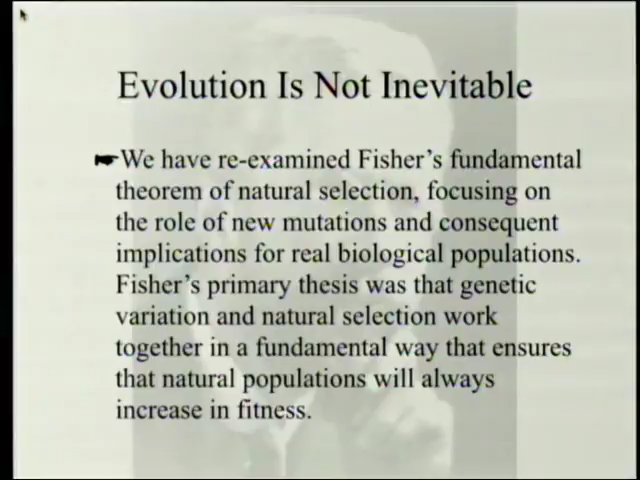 Evolution Is Not Inevitable
We have re-examined Fisher's fundamental
theorem of natural selection, focusing on
the role of new mutations and consequent
implications for real biological populations.
Fisher's primary thesis was that genetic
variation and natural selection work
together in a fundamental way that ensures
that natural populations will always
increase in fitness.